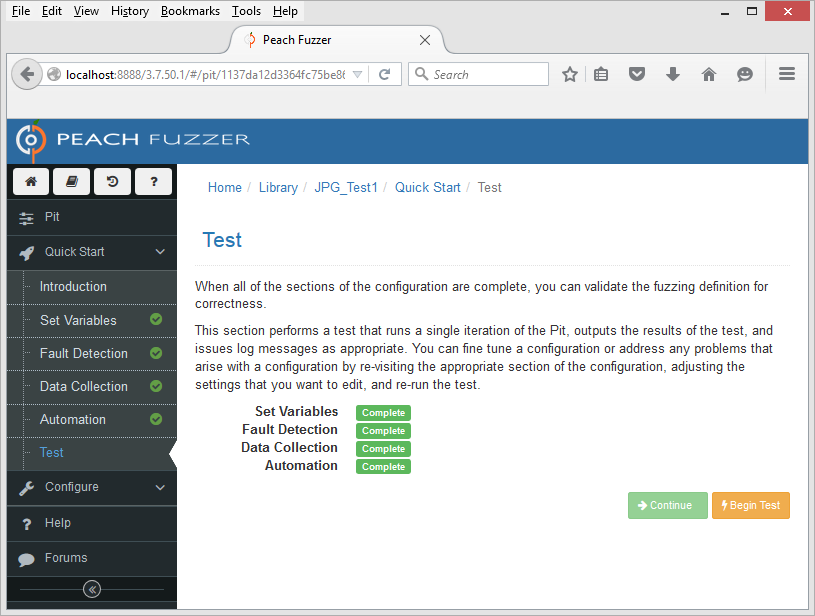 File Edit View History Bookmarks Tools Help
Peach Fuzzer
localhost:8888/3.7.50.1/#/pit/1137da12d3364fc75be86
Search
PEACH FUZZER
?
Home / Library / JPG_Test1 / Quick Start / Test
Pit
Quick Start
Introduction
Set Variables
Fault Detection
Data Collection
Automation
Test
Configure
? Help
Forums
Test
When all of the sections of the configuration are complete, you can validate the fuzzing definition for
correctness.
This section performs a test that runs a single iteration of the Pit, outputs the results of the test, and
issues log messages as appropriate. You can fine tune a configuration or address any problems that
arise with a configuration by re-visiting the appropriate section of the configuration, adjusting the
settings that you want to edit, and re-run the test.
Set Variables Complete
Fault Detection Complete
Data Collection Complete
Automation Complete
Continue Begin Test